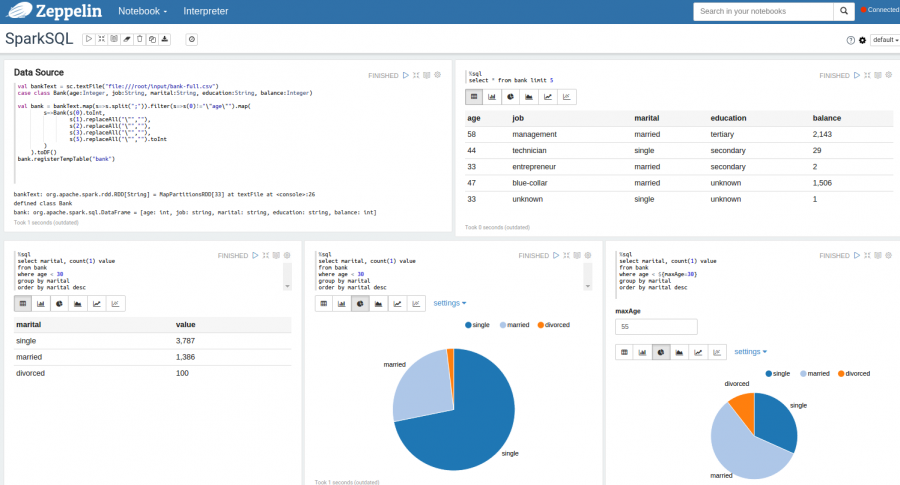 Zeppelin
Notebook
Interpreter
Search in your notebooks
Connected
SparkSQL
default
Data Source
FINISHED
val bankText = sc.textFile("file:///root/input/bank-full.csv")
case class Bank(age:Integer, job:String, marital:String, education:String, balance:Integer)
val bank = bankText.map(s=>s.split(";")).filter(s=>s(0)!="\"age\"").map(
s=>Bank(s(0).toInt,
s(1).replaceAll("\"",""),
s(2).replaceAll("\"",""),
s(3).replaceAll("\"",""),
s(5).replaceAll("\"","").toInt
)
).toDF()
bank.registerTempTable("bank")
bankText: org.apache.spark.rdd.RDD[String] = MapPartitionsRDD[33] at textFile at <console>:26
defined class Bank
bank: org.apache.spark.sql.DataFrame = [age: int, job: string, marital: string, education: string, balance: int]
Took 1 seconds (outdated)
%sql
select * from bank limit 5
FINISHED
age job marital education balance
58 management married tertiary 2,143
44 technician single secondary 29
33 entrepreneur married secondary 2
47 blue-collar married unknown 1,506
33 unknown single unknown 1
Took 0 seconds (outdated)
%sql
select marital, count(1) value
from bank
where age < 30
group by marital
order by marital desc
FINISHED
marital value
single 3,787
married 1,386
divorced 100
%sql
select marital, count(1) value
from bank
where age < 30
group by marital
order by marital desc
FINISHED
settings
single married divorced
married
single
Took 1 seconds (outdated)
%sql
select marital, count(1) value
from bank
where age < ${maxAge=30}
group by marital
order by marital desc
FINISHED
maxAge
55
settings
single married divorced
divorced
single
married